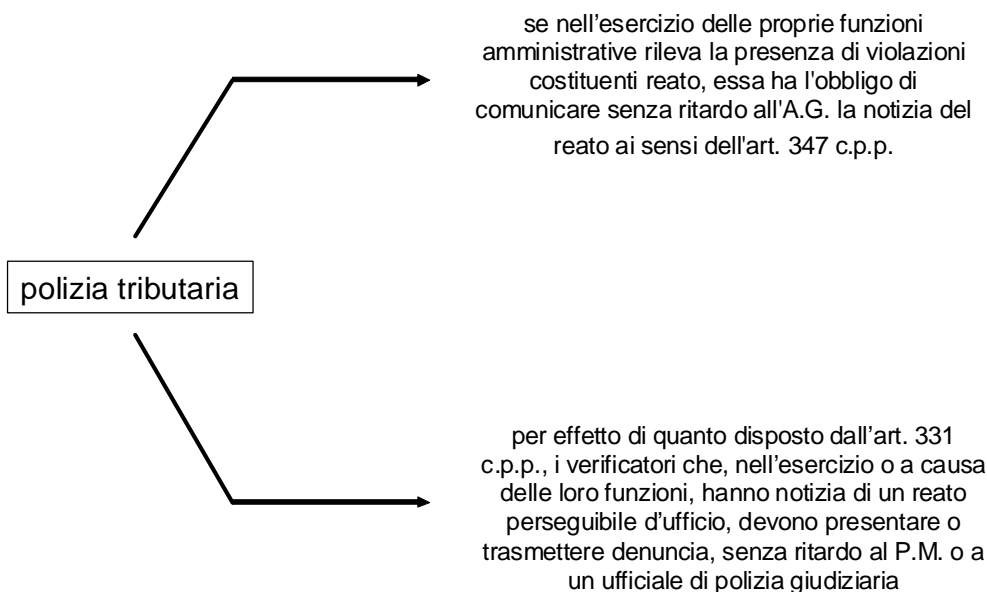 se nell’esercizio delle proprie funzioni
amministrative rileva la presenza di violazioni
costituenti reato, essa ha l'obbligo di
comunicare senza ritardo all'A.G. la notizia del
reato ai sensi dell'art. 347 c.p.p.
polizia tributaria
per effetto di quanto disposto dall’art. 331
c.p.p., i verificatori che, nell’esercizio o a causa
delle loro funzioni, hanno notizia di un reato
perseguibile d’ufficio, devono presentare o
trasmettere denuncia, senza ritardo al P.M. o a
un ufficiale di polizia giudiziaria